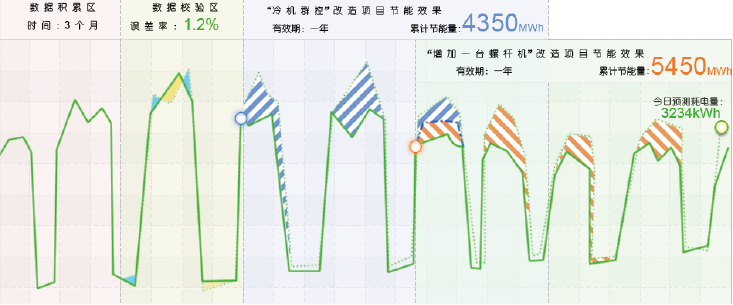 数据积累区
时间：3个月
数据校验区
误差率：1.2%
“冷机群控”改造项目节能效果
有效期：一年 累计节能量:4350MWh
“增加一台螺杆机”改造项目节能效果
有效期：一年 累计节能量:5450MWh
今日预测耗电量:
3234kWh